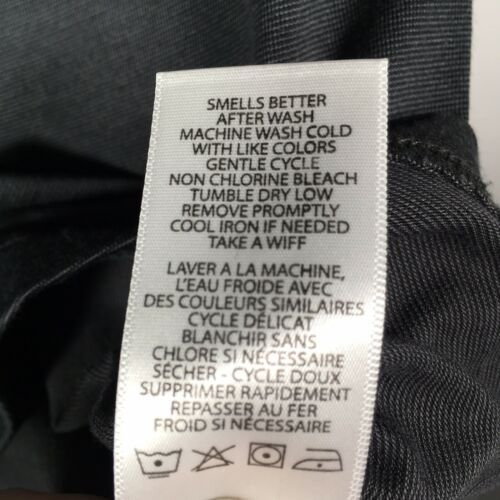 SMELLS BETTER
AFTER WASH
MACHINE WASH COLD
WITH LIKE COLORS
GENTLE CYCLE
NON CHLORINE BLEACH
TUMBLE DRY LOW
REMOVE PROMPTLY
COOL IRON IF NEEDED
TAKE A WIFF
LAVER A LA MACHINE,
L'EAU FROIDE AVEC
DES COULEURS SIMILAIRES
CYCLE DÉLICAT
BLANCHIR SANS
CHLORE SI NÉCESSAIRE
SÉCHER - CYCLE DOUX
SUPPRIMER RAPIDEMENT
REPASSER AU FER
FROID SI NÉCESSAIRE